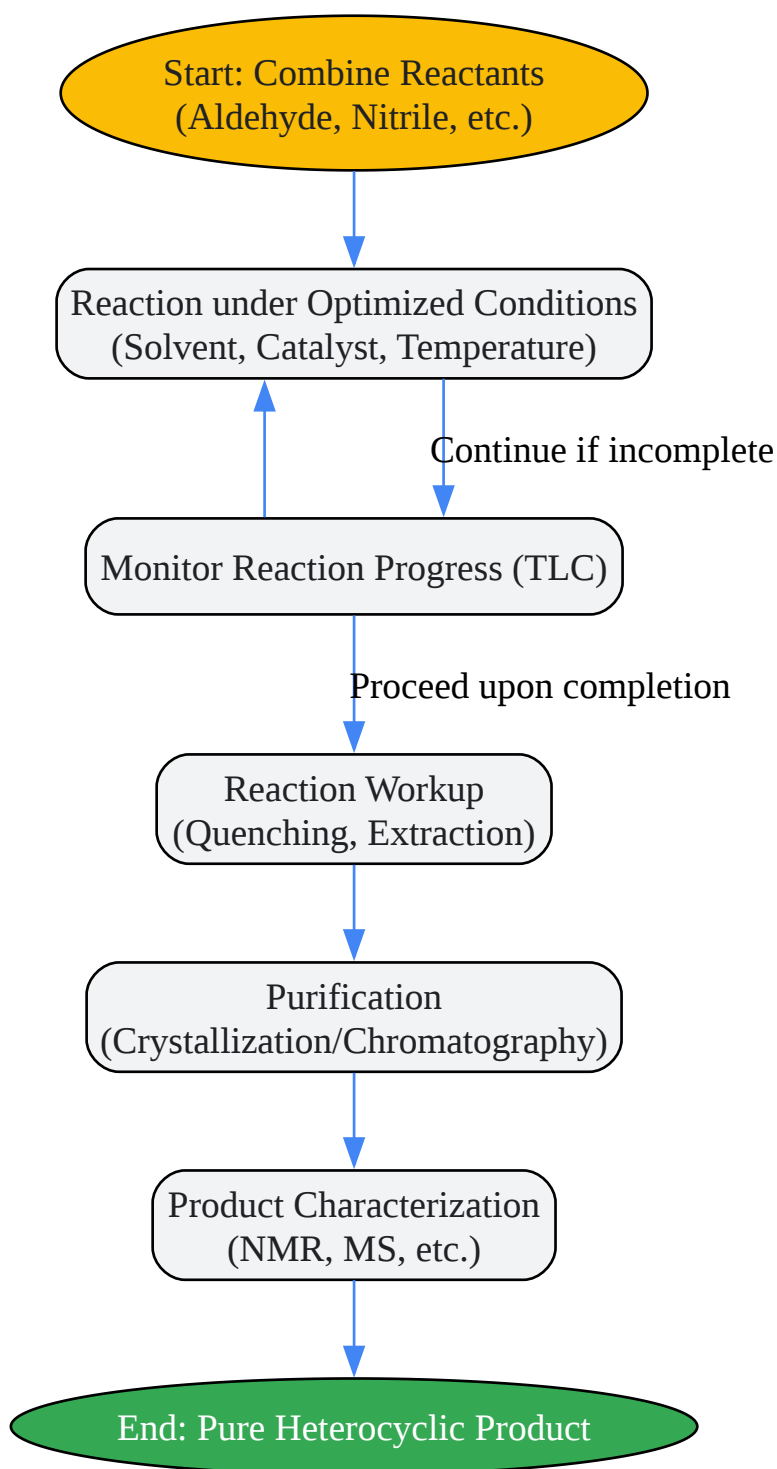 Start: Combine Reactants
(Aldehyde, Nitrile, etc.)
Reaction under Optimized Conditions
(Solvent, Catalyst, Temperature)
Continue if incomplete
Monitor Reaction Progress (TLC)
Proceed upon completion
Reaction Workup
(Quenching, Extraction)
Purification
(Crystallization/Chromatography)
Product Characterization
(NMR, MS, etc.)
End: Pure Heterocyclic Product